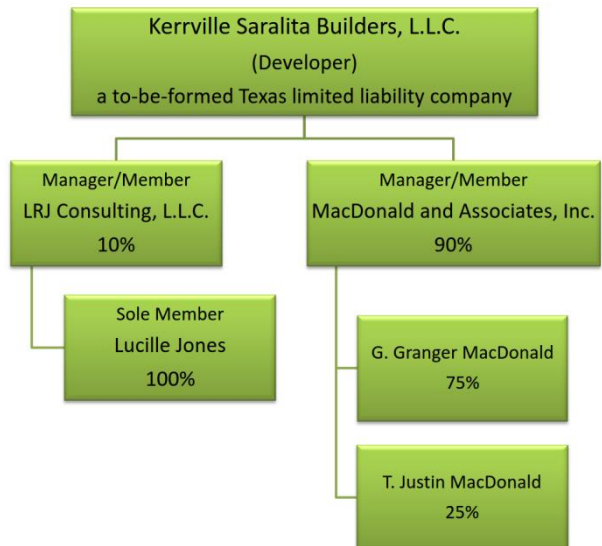 Kerrville Saralita Builders, L.L.C.
(Developer)
a to-be-formed Texas limited liability company
Manager/Member
LRJ Consulting, L.L.C.
10%
Manager/Member
MacDonald and Associates, Inc.
90%
Sole Member
Lucille Jones
100%
G. Granger MacDonald
75%
T. Justin MacDonald
25%